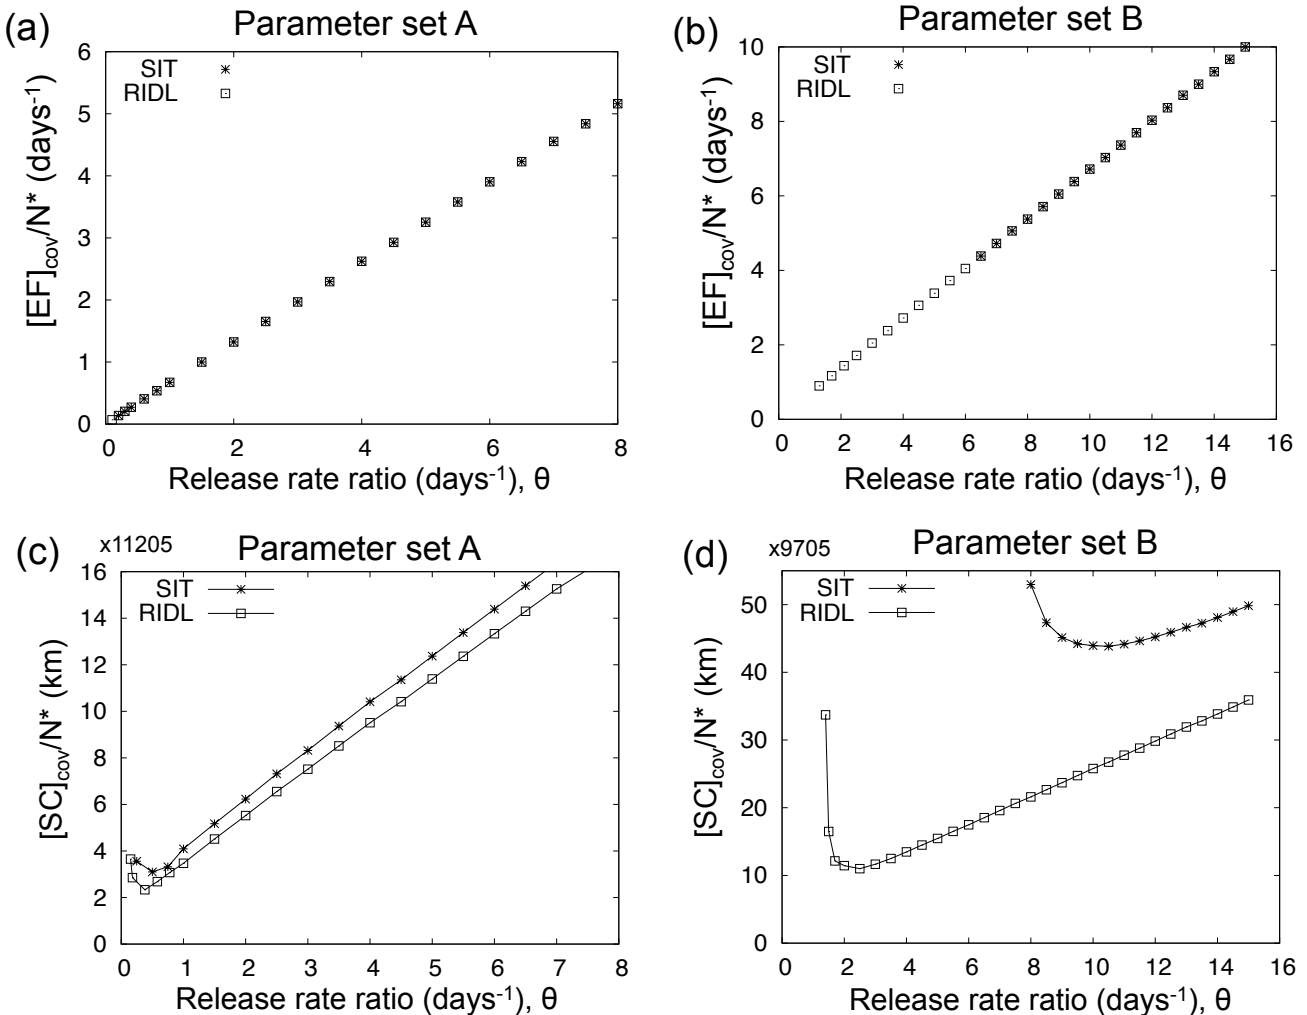 (a) Parameter set A
[EF]cov/N* (days-1)
SIT
RIDL
6
5
4
3
2
1
0
0 2 4 6 8
Release rate ratio (days-1), θ
(b) Parameter set B
[EF]cov/N* (days-1)
SIT
RIDL
10
8
6
4
2
0
0 2 4 6 8 10 12 14 16
Release rate ratio (days-1), θ
(c) x11205 Parameter set A
[SC]cov/N* (km)
SIT
RIDL
16
14
12
10
8
6
4
2
0
0 1 2 3 4 5 6 7 8
Release rate ratio (days-1), θ
(d) x9705 Parameter set B
[SC]cov/N* (km)
SIT
RIDL
50
40
30
20
10
0
0 2 4 6 8 10 12 14 16
Release rate ratio (days-1), θ